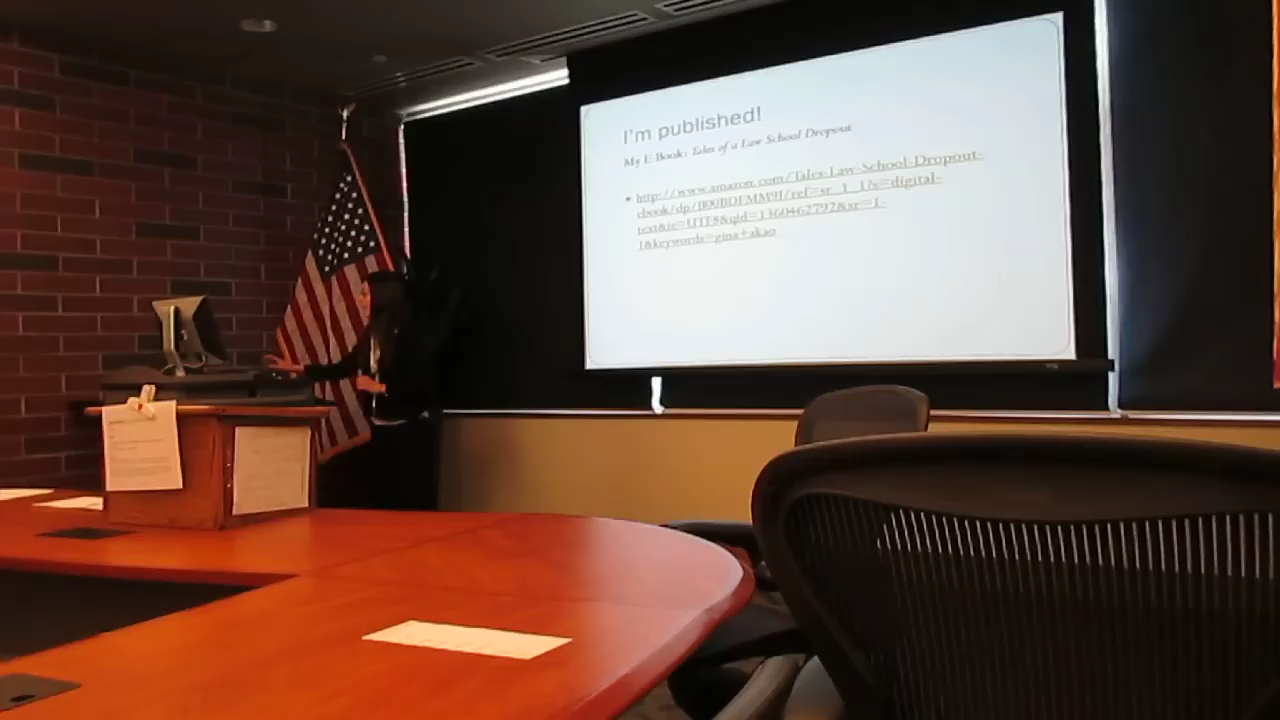 I'm published!
My E-Book: Tales of a Law School Dropout
• http://www.amazon.com/Tales-Law-School-Dropout-
ebook/dp/B00BDFMM9I/ref=sr_1_1?s=digital-
text&ie=UTF8&qid=1360462792&sr=1-
1&keywords=gina+akao